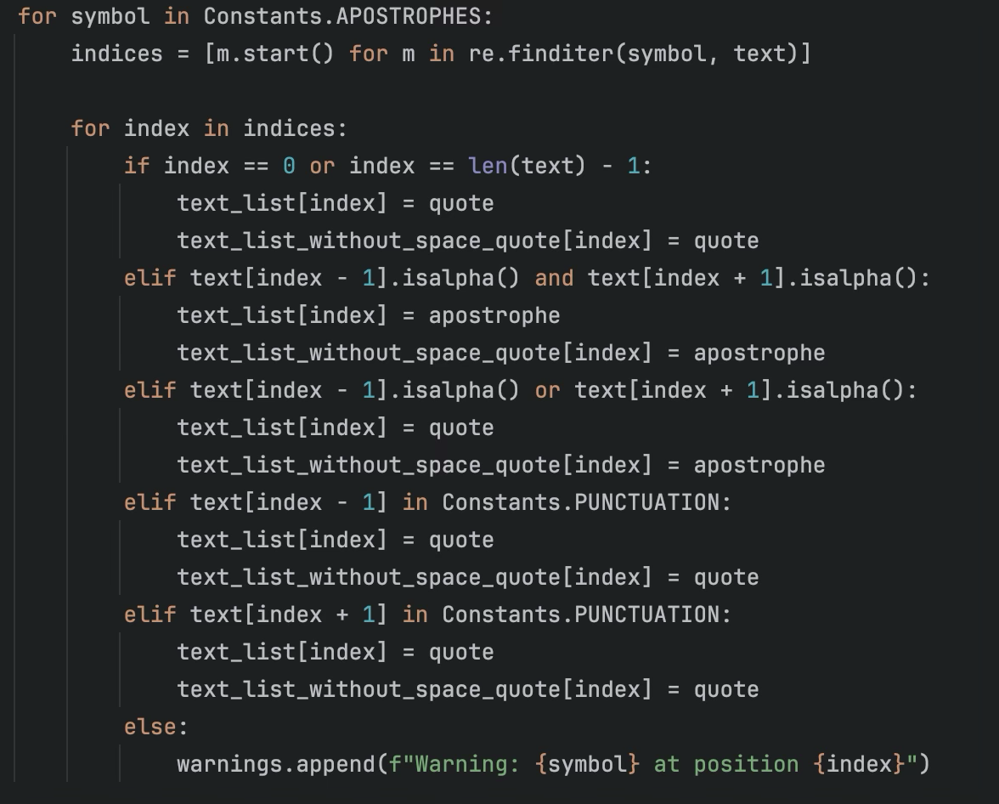 for symbol in Constants.APOSTROPHES:
    indices = [m.start() for m in re.finditer(symbol, text)]

    for index in indices:
        if index == 0 or index == len(text) - 1:
            text_list[index] = quote
            text_list_without_space_quote[index] = quote
        elif text[index - 1].isalpha() and text[index + 1].isalpha():
            text_list[index] = apostrophe
            text_list_without_space_quote[index] = apostrophe
        elif text[index - 1].isalpha() or text[index + 1].isalpha():
            text_list[index] = quote
            text_list_without_space_quote[index] = apostrophe
        elif text[index - 1] in Constants.PUNCTUATION:
            text_list[index] = quote
            text_list_without_space_quote[index] = quote
        elif text[index + 1] in Constants.PUNCTUATION:
            text_list[index] = quote
            text_list_without_space_quote[index] = quote
        else:
            warnings.append(f"Warning: {symbol} at position {index}")